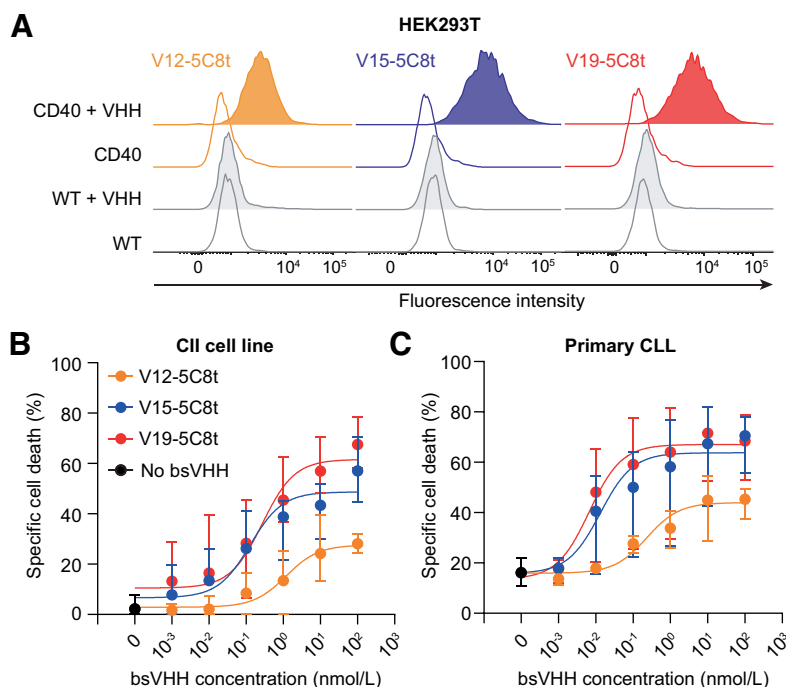 A
HEK293T
V12-5C8t V15-5C8t V19-5C8t
CD40 + VHH
CD40
WT + VHH
WT
0 10⁴ 10⁵ 0 10⁴ 10⁵ 0 10⁴ 10⁵
Fluorescence intensity
B CII cell line
Specific cell death (%)
100
80
60
40
20
0
V12-5C8t
V15-5C8t
V19-5C8t
No bsVHH
0 10⁻³ 10⁻² 10⁻¹ 10⁰ 10¹ 10² 10³
bsVHH concentration (nmol/L)
C Primary CLL
Specific cell death (%)
100
80
60
40
20
0
0 10⁻³ 10⁻² 10⁻¹ 10⁰ 10¹ 10² 10³
bsVHH concentration (nmol/L)